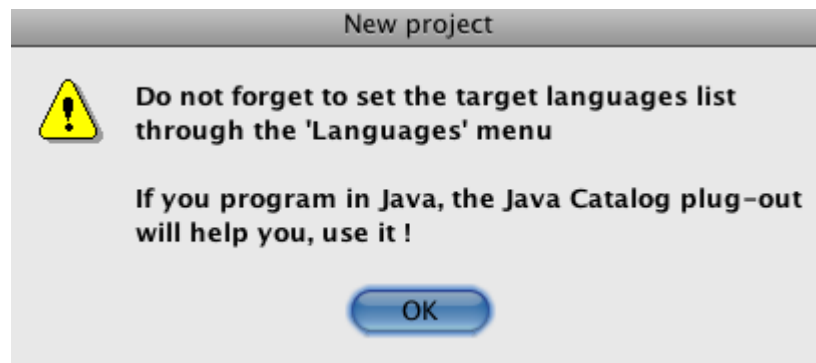 New project
Do not forget to set the target languages list
through the 'Languages' menu
If you program in Java, the Java Catalog plug-out
will help you, use it !
OK